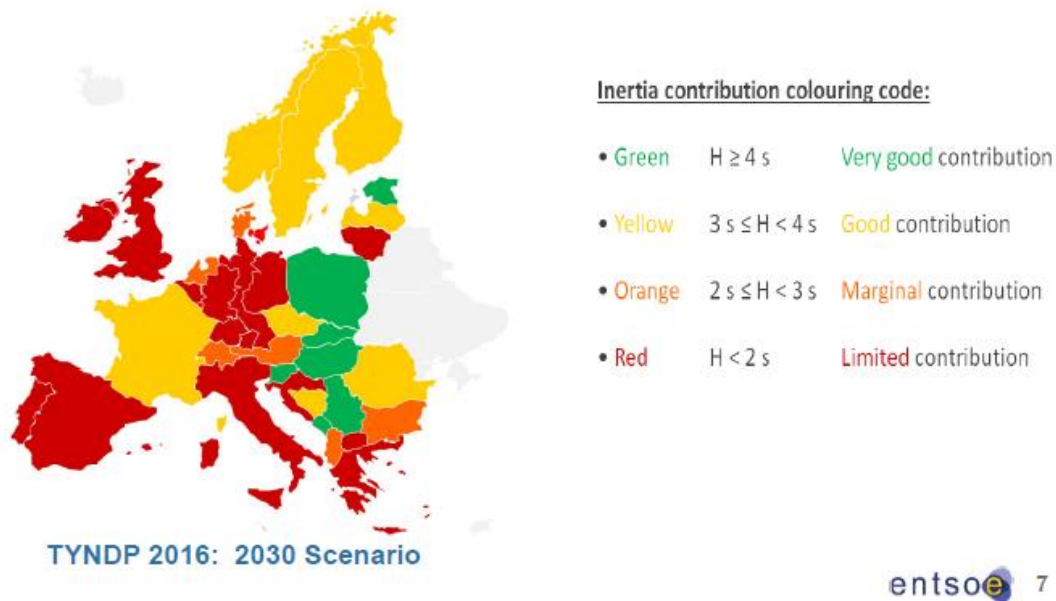 Inertia contribution colouring code:
• Green H ≥ 4 s Very good contribution
• Yellow 3 s ≤ H < 4 s Good contribution
• Orange 2 s ≤ H < 3 s Marginal contribution
• Red H < 2 s Limited contribution
TYNDP 2016: 2030 Scenario
entsoe 7